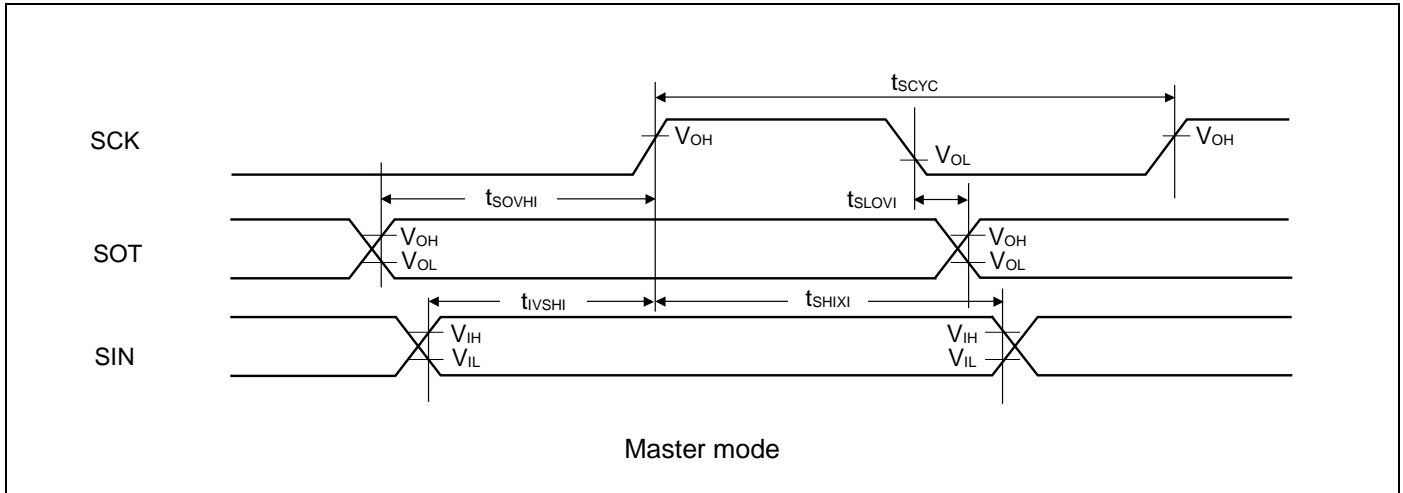 tSCYC
SCK
VOH
VOL
VOH
tSOVHI
tSLOVI
SOT
VOH
VOL
VOH
VOL
tIVSHI
tSHIXI
SIN
VIH
VIL
VIH
VIL
Master mode